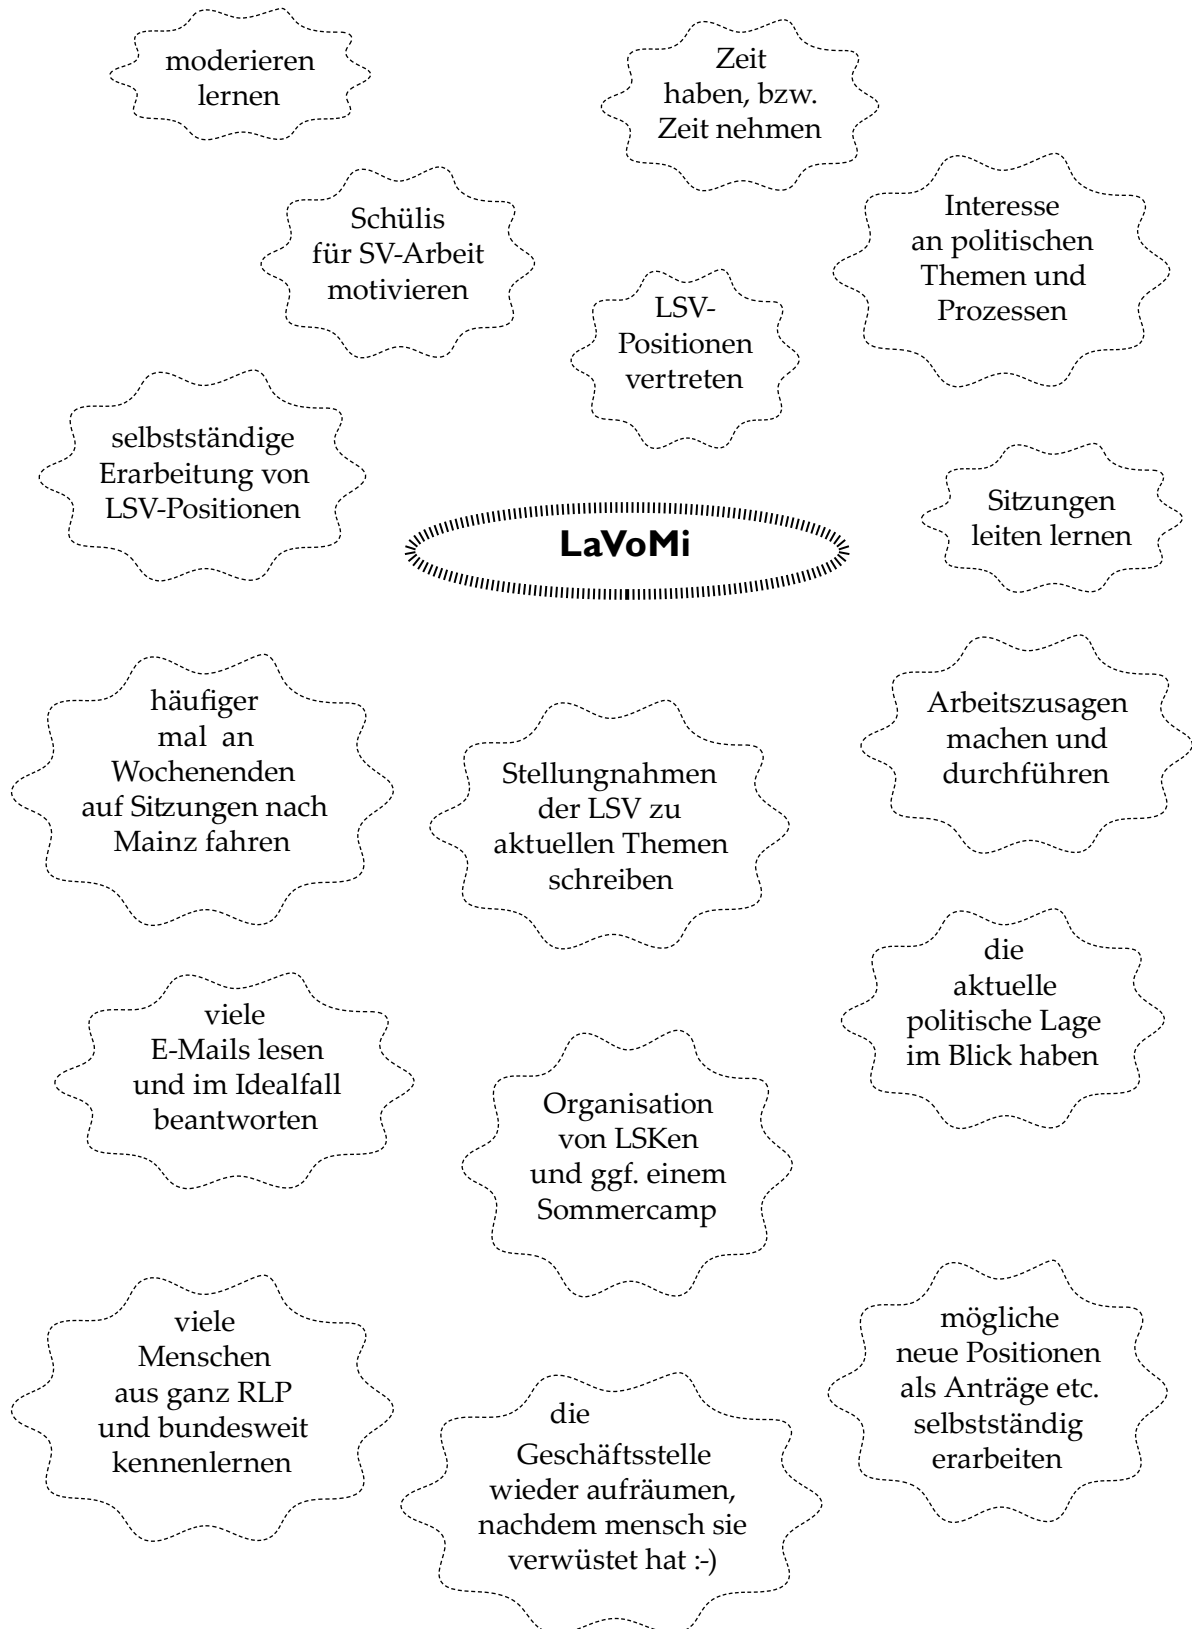 moderieren
lernen
Zeit
haben, bzw.
Zeit nehmen
Schülis
für SV-Arbeit
motivieren
Interesse
an politischen
Themen und
Prozessen
LSV-
Positionen
vertreten
selbstständige
Erarbeitung von
LSV-Positionen
Sitzungen
leiten lernen
LaVoMi
häufiger
mal an
Wochenenden
auf Sitzungen nach
Mainz fahren
Arbeitszusagen
machen und
durchführen
Stellungnahmen
der LSV zu
aktuellen Themen
schreiben
die
aktuelle
politische Lage
im Blick haben
viele
E-Mails lesen
und im Idealfall
beantworten
Organisation
von LSKen
und ggf. einem
Sommercamp
viele
Menschen
aus ganz RLP
und bundesweit
kennenlernen
mögliche
neue Positionen
als Anträge etc.
selbstständig
erarbeiten
die
Geschäftsstelle
wieder aufräumen,
nachdem mensch sie
verwüstet hat :-)